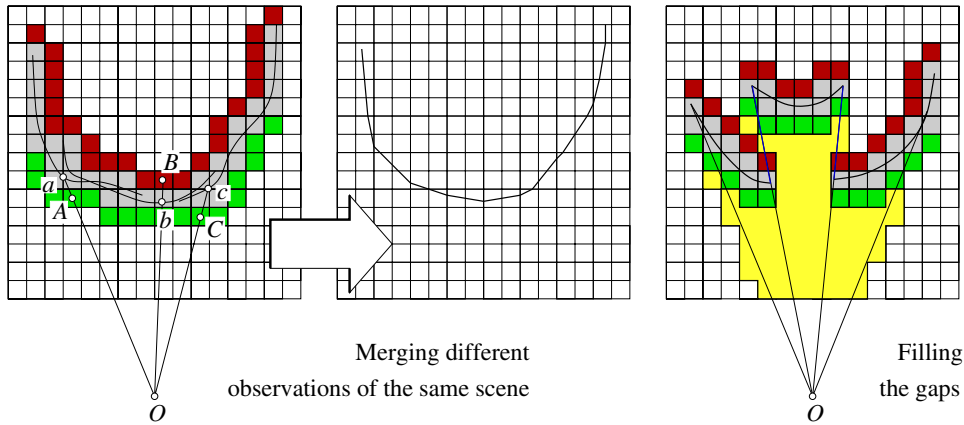 B
a
c
A
b
C
Merging different
observations of the same scene
O
Filling
the gaps
O